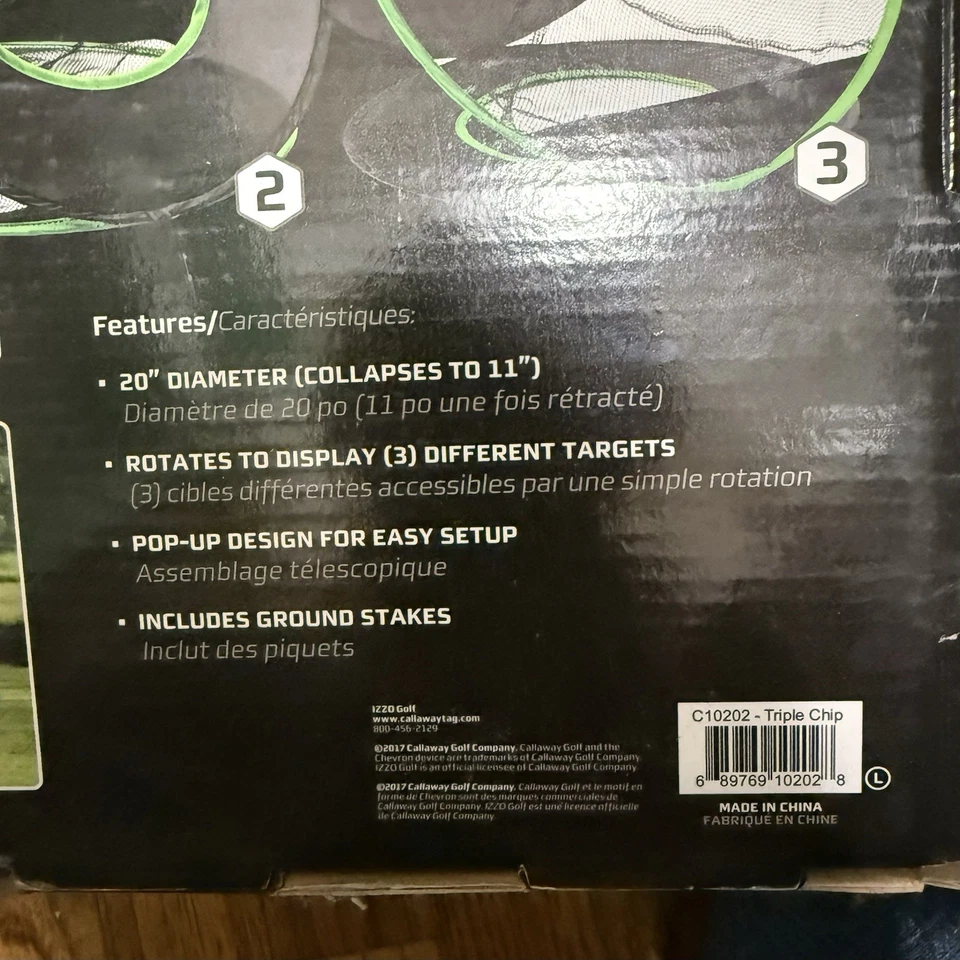 2
3
Features/Caractéristiques:
▪ 20” DIAMETER (COLLAPSES TO 11”)
Diamètre de 20 po (11 po une fois rétracté)
▪ ROTATES TO DISPLAY (3) DIFFERENT TARGETS
(3) cibles différentes accessibles par une simple rotation
▪ POP-UP DESIGN FOR EASY SETUP
Assemblage télescopique
▪ INCLUDES GROUND STAKES
Inclut des piquets
IZZO Golf
www.callawaytag.com
800-456-2129
©2017 Callaway Golf Company. Callaway Golf and the
Chevron device are trademarks of Callaway Golf Company.
IZZO Golf is an official licensee of Callaway Golf Company.
©2017 Callaway Golf Company. Callaway Golf et le motif en
forme de Chevron sont des marques commerciales de
Callaway Golf Company. IZZO Golf est une licence officielle
de Callaway Golf Company.
C10202 - Triple Chip
6 89769 10202 8
L
MADE IN CHINA
FABRIQUÉ EN CHINE